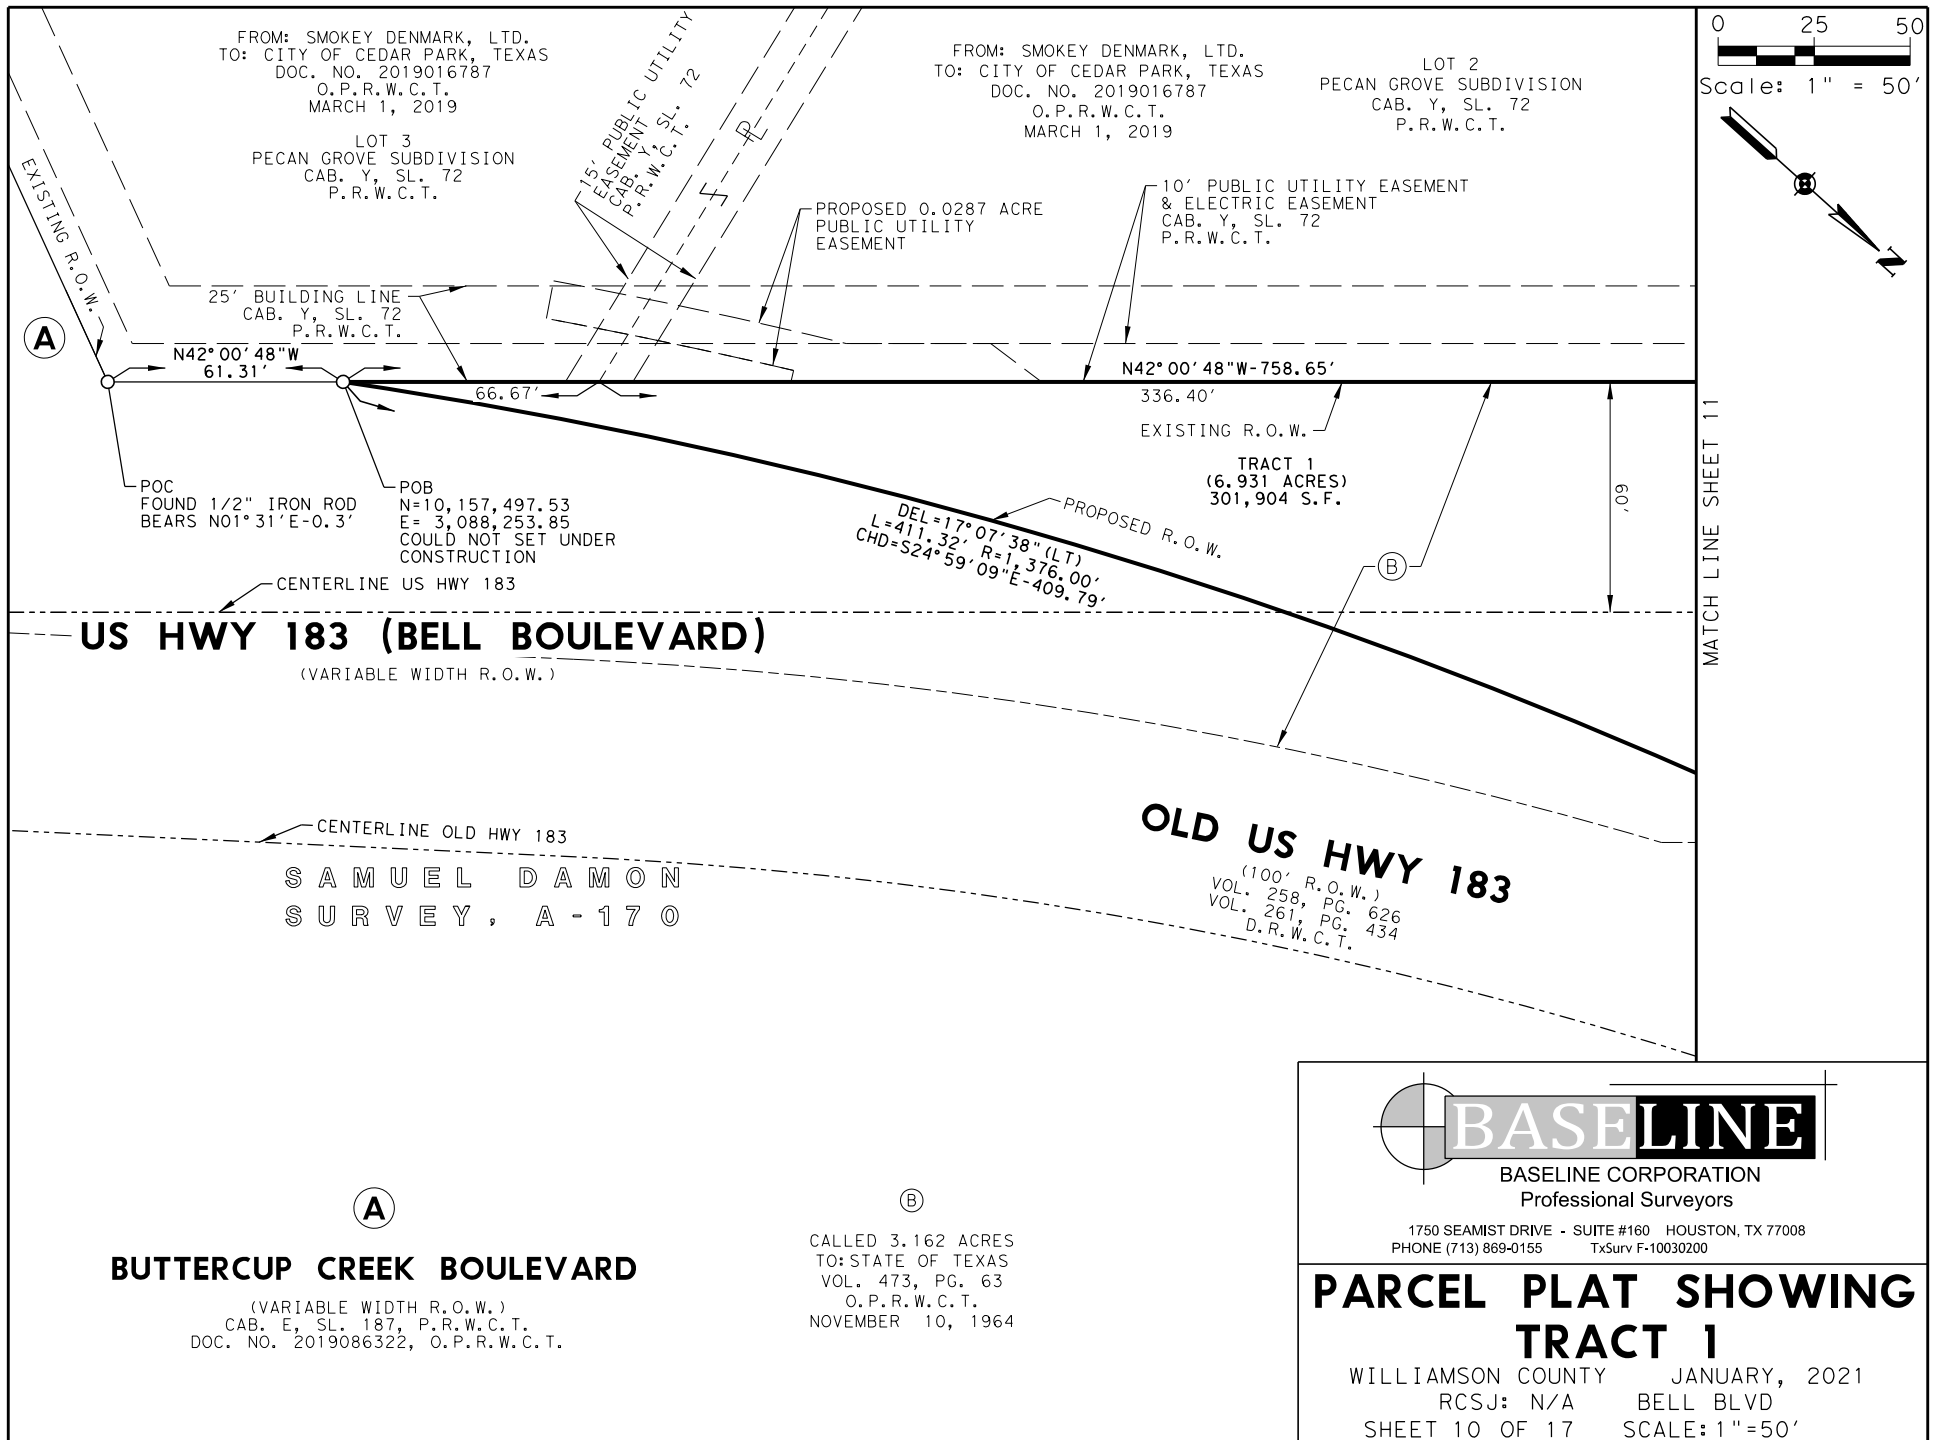 FROM: SMOKEY DENMARK, LTD.
TO: CITY OF CEDAR PARK, TEXAS
DOC. NO. 2019016787
O.P.R.W.C.T.
MARCH 1, 2019
LOT 3
PECAN GROVE SUBDIVISION
CAB. Y, SL. 72
P.R.W.C.T.
15' PUBLIC UTILITY
EASEMENT
CAB. Y, SL. 72
P.R.W.C.T.
PL
FROM: SMOKEY DENMARK, LTD.
TO: CITY OF CEDAR PARK, TEXAS
DOC. NO. 2019016787
O.P.R.W.C.T.
MARCH 1, 2019
LOT 2
PECAN GROVE SUBDIVISION
CAB. Y, SL. 72
P.R.W.C.T.
0 25 50
Scale: 1" = 50'
N
EXISTING R.O.W.
PROPOSED 0.0287 ACRE
PUBLIC UTILITY
EASEMENT
10' PUBLIC UTILITY EASEMENT
& ELECTRIC EASEMENT
CAB. Y, SL. 72
P.R.W.C.T.
25' BUILDING LINE
CAB. Y, SL. 72
P.R.W.C.T.
A
N42°00'48"W
61.31'
66.67'
N42°00'48"W-758.65'
336.40'
EXISTING R.O.W.
TRACT 1
(6.931 ACRES)
301,904 S.F.
60'
MATCH LINE SHEET 11
POC
FOUND 1/2" IRON ROD
BEARS N01°31'E-0.3'
POB
N=10,157,497.53
E= 3,088,253.85
COULD NOT SET UNDER
CONSTRUCTION
PROPOSED R.O.W.
DEL=17°07'38"(LT)
L=411.32' R=1,376.00'
CHD=S24°59'09"E-409.79'
B
CENTERLINE US HWY 183
US HWY 183 (BELL BOULEVARD)
(VARIABLE WIDTH R.O.W.)
CENTERLINE OLD HWY 183
SAMUEL DAMON
SURVEY, A-170
OLD US HWY 183
(100' R.O.W.)
VOL. 258, PG. 626
VOL. 261, PG. 434
D.R.W.C.T.
A
BUTTERCUP CREEK BOULEVARD
(VARIABLE WIDTH R.O.W.)
CAB. E, SL. 187, P.R.W.C.T.
DOC. NO. 2019086322, O.P.R.W.C.T.
B
CALLED 3.162 ACRES
TO:STATE OF TEXAS
VOL. 473, PG. 63
O.P.R.W.C.T.
NOVEMBER 10, 1964
BASELINE
BASELINE CORPORATION
Professional Surveyors
1750 SEAMIST DRIVE - SUITE #160 HOUSTON, TX 77008
PHONE (713) 869-0155 TxSurv F-10030200
PARCEL PLAT SHOWING
TRACT 1
WILLIAMSON COUNTY JANUARY, 2021
RCSJ: N/A BELL BLVD
SHEET 10 OF 17 SCALE:1"=50'